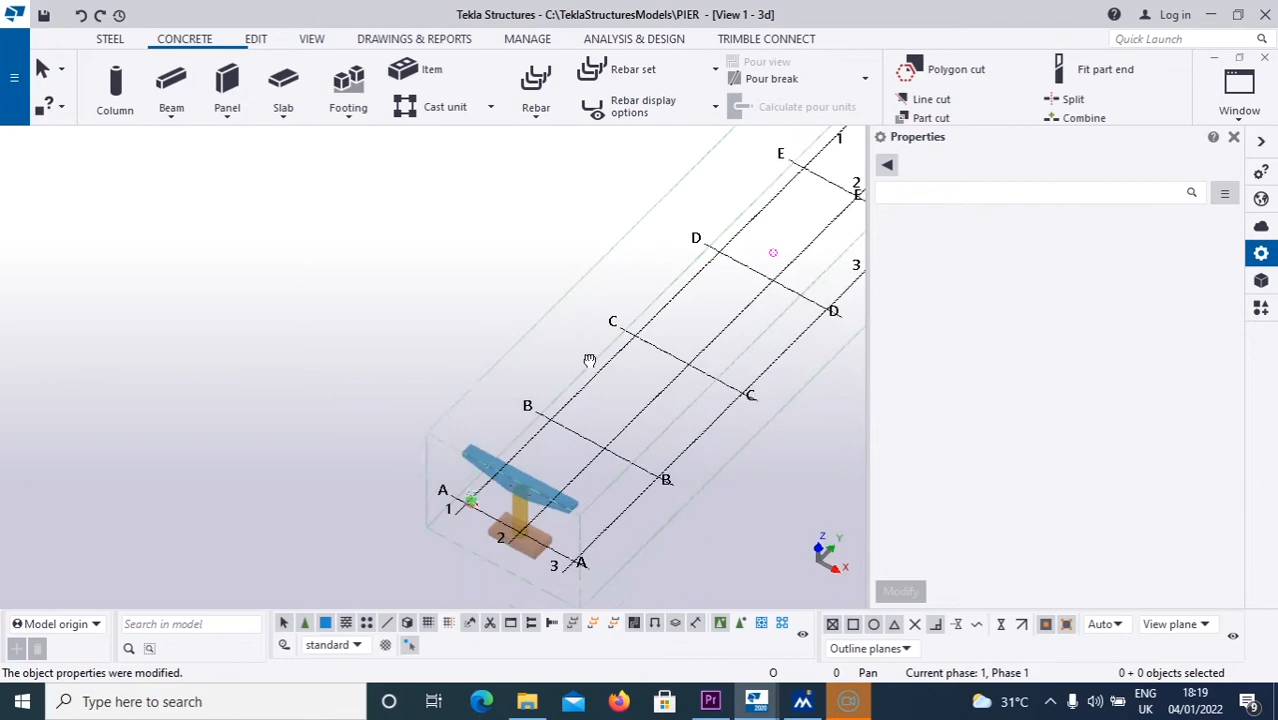 Tekla Structures - C:\TeklaStructuresModels\PIER - [View 1 - 3d]
Log in
STEEL CONCRETE EDIT VIEW DRAWINGS & REPORTS MANAGE ANALYSIS & DESIGN TRIMBLE CONNECT
Quick Launch
Column
Beam
Panel
Slab
Footing
Item
Cast unit
Rebar
Rebar set
Rebar display options
Pour view
Pour break
Calculate pour units
Polygon cut
Line cut
Part cut
Fit part end
Split
Combine
Window
Properties
1
E
2
E
D
3
D
C
C
B
B
A
1
2
3
A
Z
Y
X
Modify
Model origin
Search in model
standard
Auto
View plane
Outline planes
The object properties were modified.
O 0 Pan Current phase: 1, Phase 1 0 + 0 objects selected
Type here to search
Pr
2020
31°C
ENG
UK
18:19
04/01/2022
9